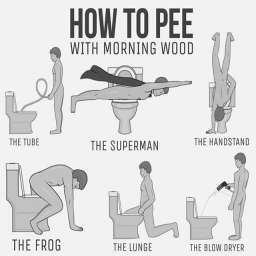 HOW TO PEE
WITH MORNING WOOD
THE TUBE
THE SUPERMAN
THE HANDSTAND
THE FROG
THE LUNGE
THE BLOW DRYER